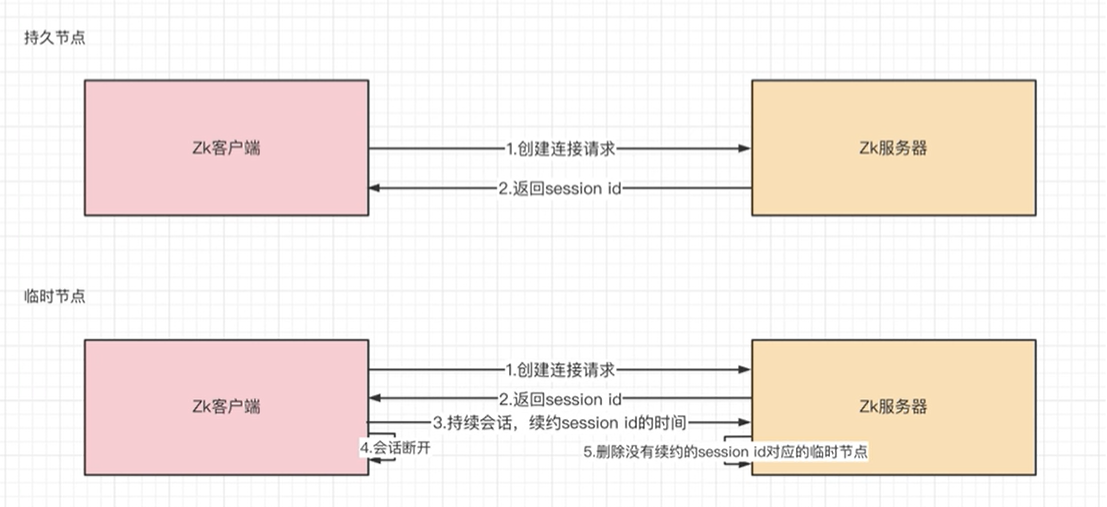 持久节点
Zk客户端
1.创建连接请求
Zk服务器
2.返回session id
临时节点
1.创建连接请求
2.返回session id
Zk客户端
Zk服务器
3.持续会话，续约session id的时间
4.会话断开
5.删除没有续约的session id对应的临时节点